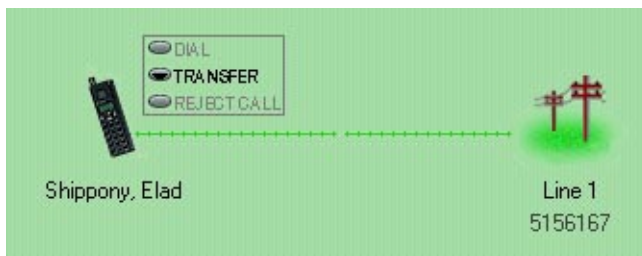 DIAL
TRANSFER
REJECT CALL
Shippony, Elad
Line 1
5156167